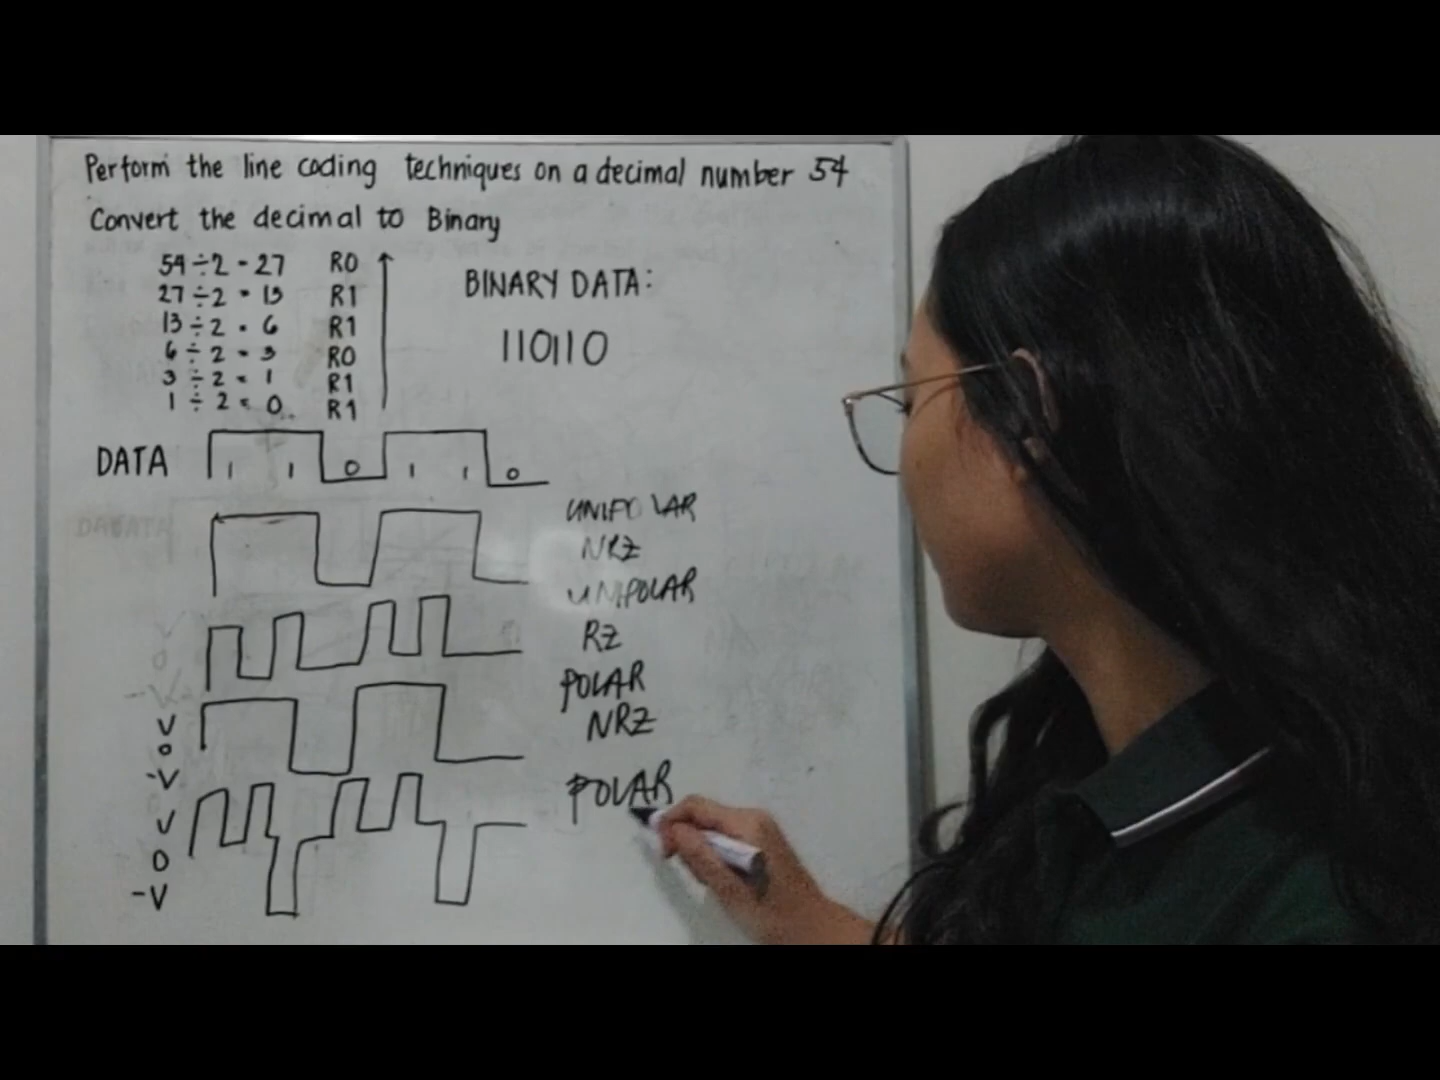 Perform the line coding techniques on a decimal number 54
Convert the decimal to Binary
54 ÷ 2 = 27 R0
27 ÷ 2 = 13 R1
13 ÷ 2 = 6 R1
6 ÷ 2 = 3 R0
3 ÷ 2 = 1 R1
1 ÷ 2 = 0 R1
BINARY DATA:
110110
DATA
1 1 0 1 1 0
UNIPOLAR
NRZ
UNIPOLAR
RZ
POLAR
NRZ
V
0
-V
POLAR
V
0
-V